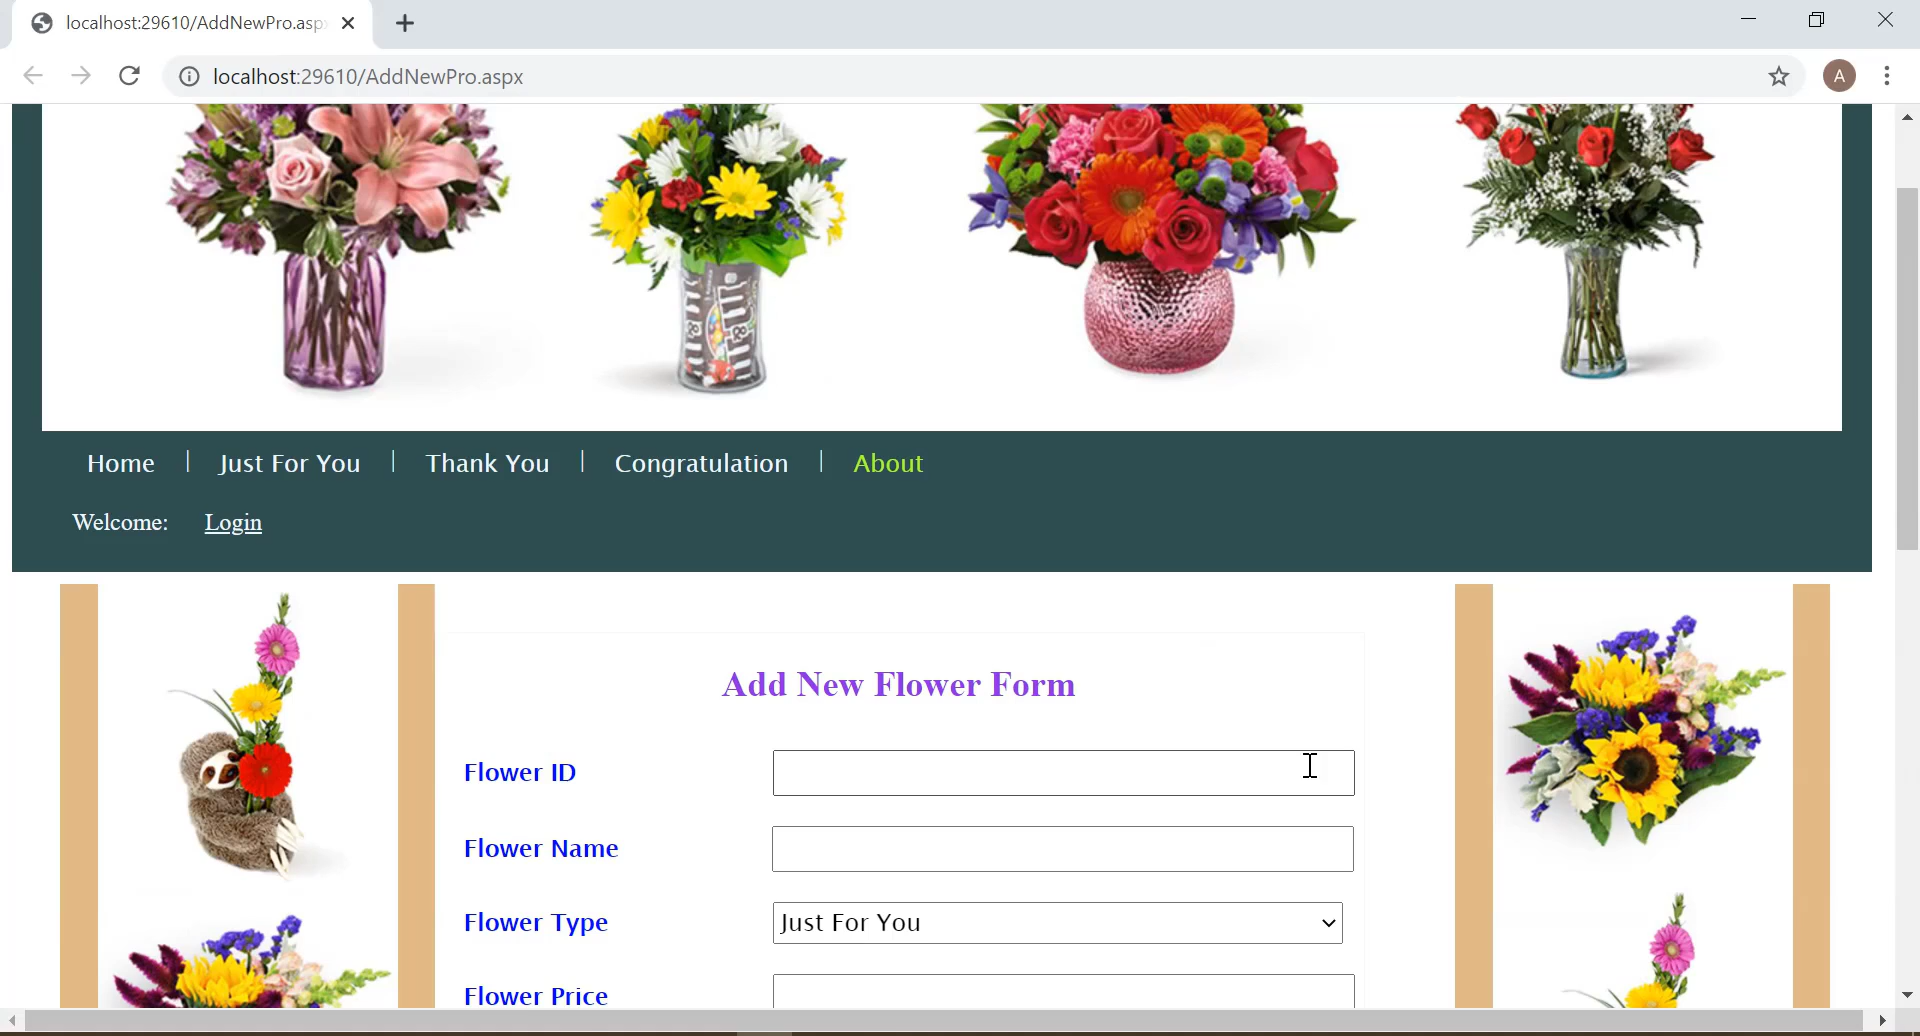 localhost:29610/AddNewPro.asp
localhost:29610/AddNewPro.aspx
A
m&m
m&m
Home | Just For You | Thank You | Congratulation | About
Welcome: Login
Add New Flower Form
Flower ID
Flower Name
Flower Type Just For You
Flower Price